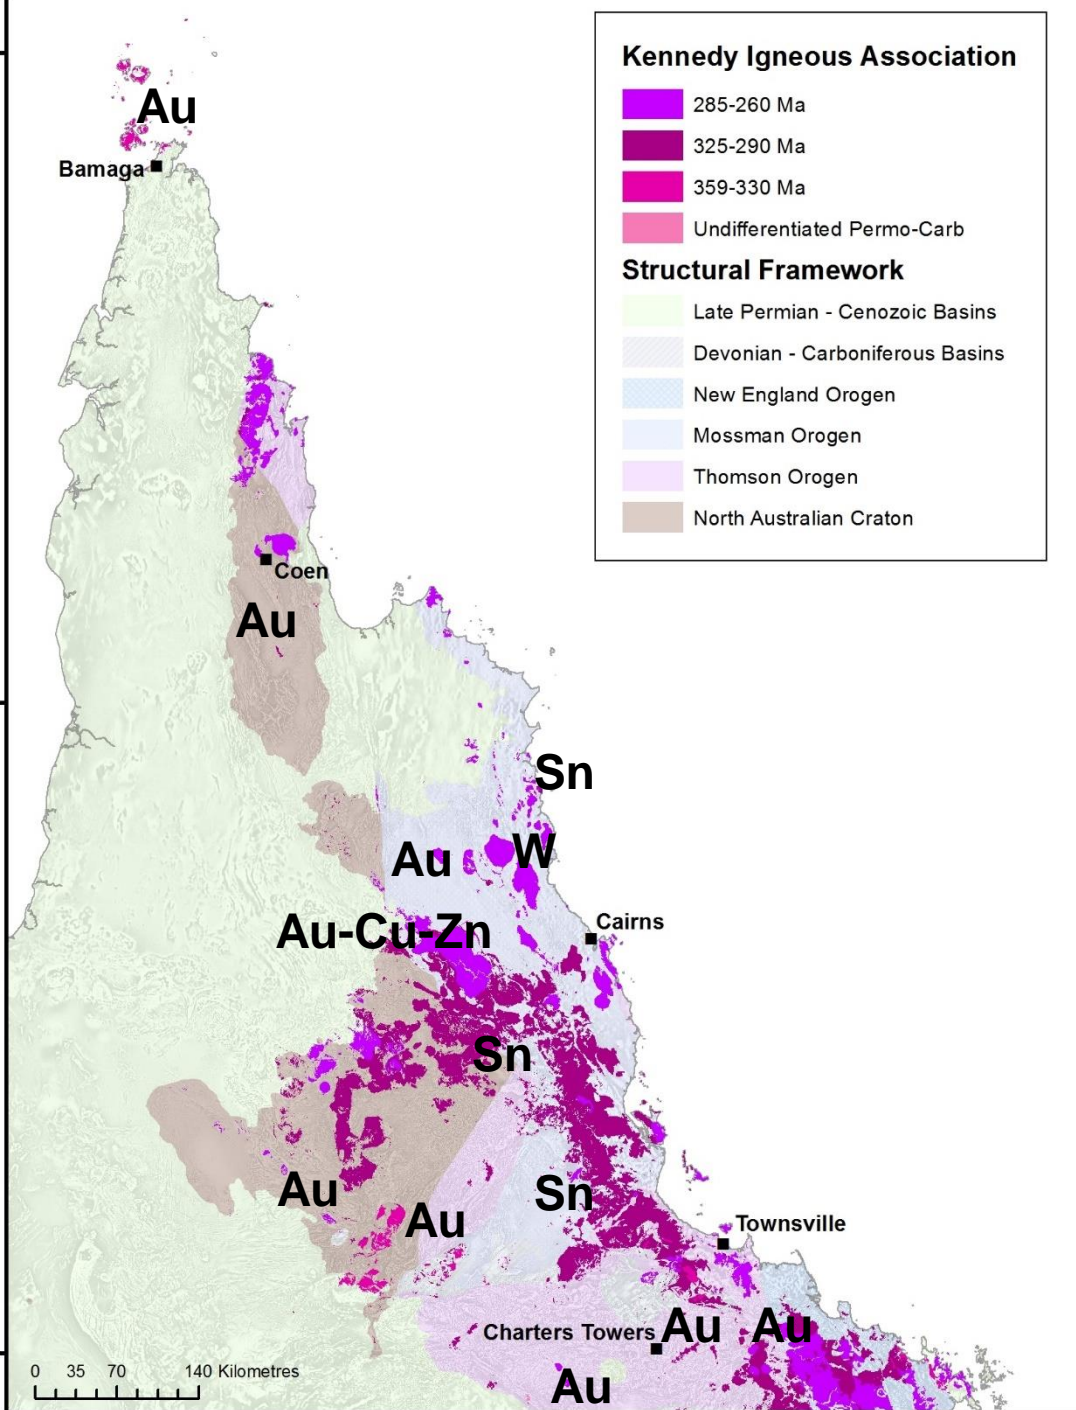 Kennedy Igneous Association
285-260 Ma
325-290 Ma
359-330 Ma
Undifferentiated Permo-Carb
Structural Framework
Late Permian - Cenozoic Basins
Devonian - Carboniferous Basins
New England Orogen
Mossman Orogen
Thomson Orogen
North Australian Craton
Au
Bamaga
Coen
Au
Sn
W
Au
Cairns
Au-Cu-Zn
Sn
Au
Sn
Au
Townsville
Charters Towers
Au
Au
Au
0 35 70 140 Kilometres